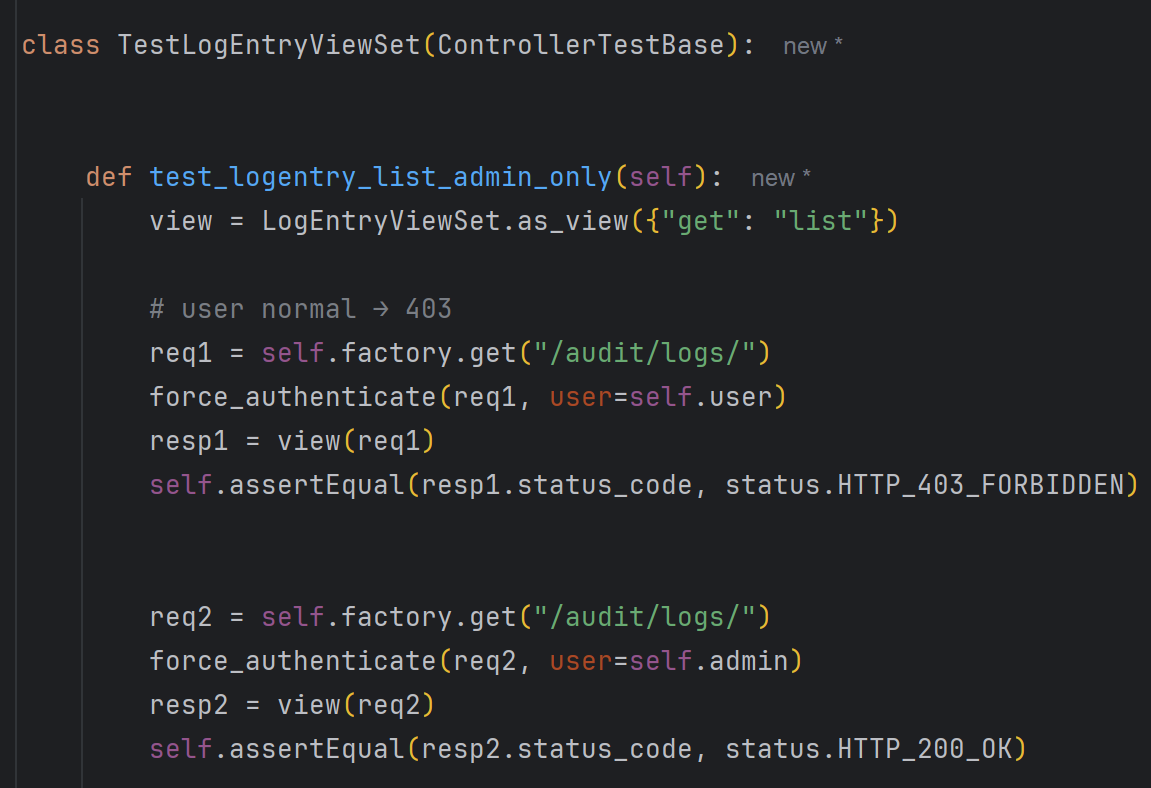 class TestLogEntryViewSet(ControllerTestBase): new *
def test_logentry_list_admin_only(self): new *
view = LogEntryViewSet.as_view({"get": "list"})
# user normal → 403
req1 = self.factory.get("/audit/logs/")
force_authenticate(req1, user=self.user)
resp1 = view(req1)
self.assertEqual(resp1.status_code, status.HTTP_403_FORBIDDEN)
req2 = self.factory.get("/audit/logs/")
force_authenticate(req2, user=self.admin)
resp2 = view(req2)
self.assertEqual(resp2.status_code, status.HTTP_200_OK)